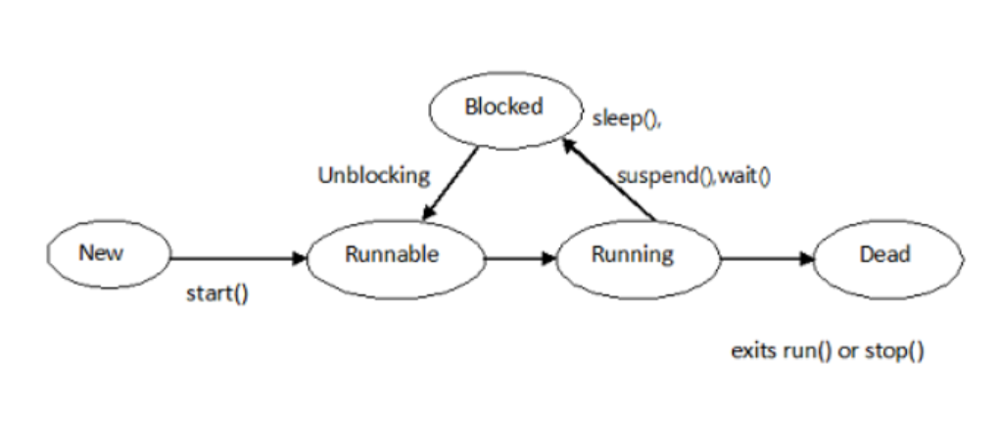 Blocked
sleep(),
Unblocking
suspend(),wait()
New
Runnable
Running
Dead
start()
exits run() or stop()